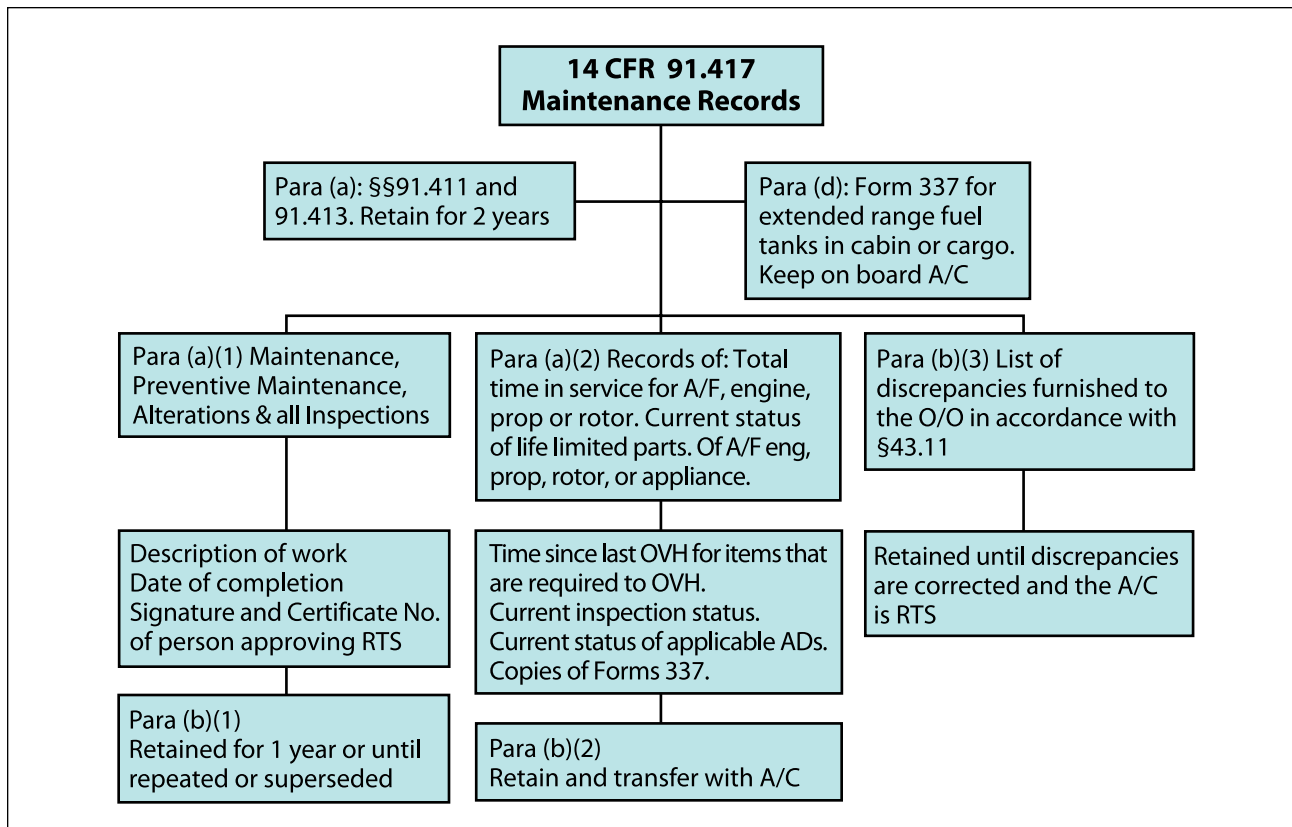 14 CFR 91.417
Maintenance Records
Para (a): §§91.411 and
91.413. Retain for 2 years
Para (d): Form 337 for
extended range fuel
tanks in cabin or cargo.
Keep on board A/C
Para (a)(1) Maintenance,
Preventive Maintenance,
Alterations & all Inspections
Description of work
Date of completion
Signature and Certificate No.
of person approving RTS
Para (b)(1)
Retained for 1 year or until
repeated or superseded
Para (a)(2) Records of: Total
time in service for A/F, engine,
prop or rotor. Current status
of life limited parts. Of A/F eng,
prop, rotor, or appliance.
Time since last OVH for items that
are required to OVH.
Current inspection status.
Current status of applicable ADs.
Copies of Forms 337.
Para (b)(2)
Retain and transfer with A/C
Para (b)(3) List of
discrepancies furnished to
the O/O in accordance with
§43.11
Retained until discrepancies
are corrected and the A/C
is RTS